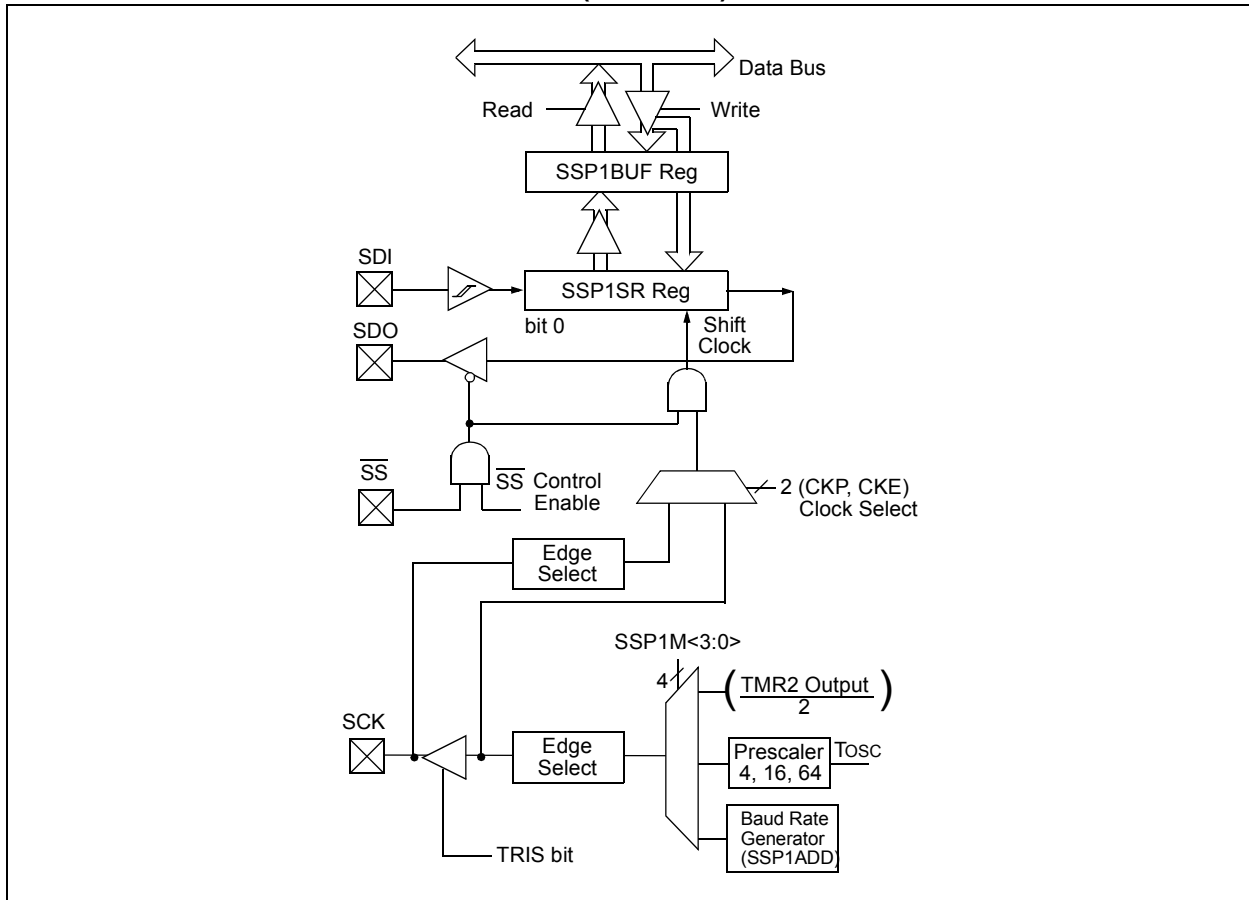 Data Bus
Read
Write
SSP1BUF Reg
SDI
SSP1SR Reg
bit 0
Shift
Clock
SDO
SS
SS Control
Enable
2 (CKP, CKE)
Clock Select
Edge
Select
SSP1M<3:0>
4
(TMR2 Output)
2
SCK
Edge
Select
Prescaler
4, 16, 64
TOSC
Baud Rate
Generator
(SSP1ADD)
TRIS bit